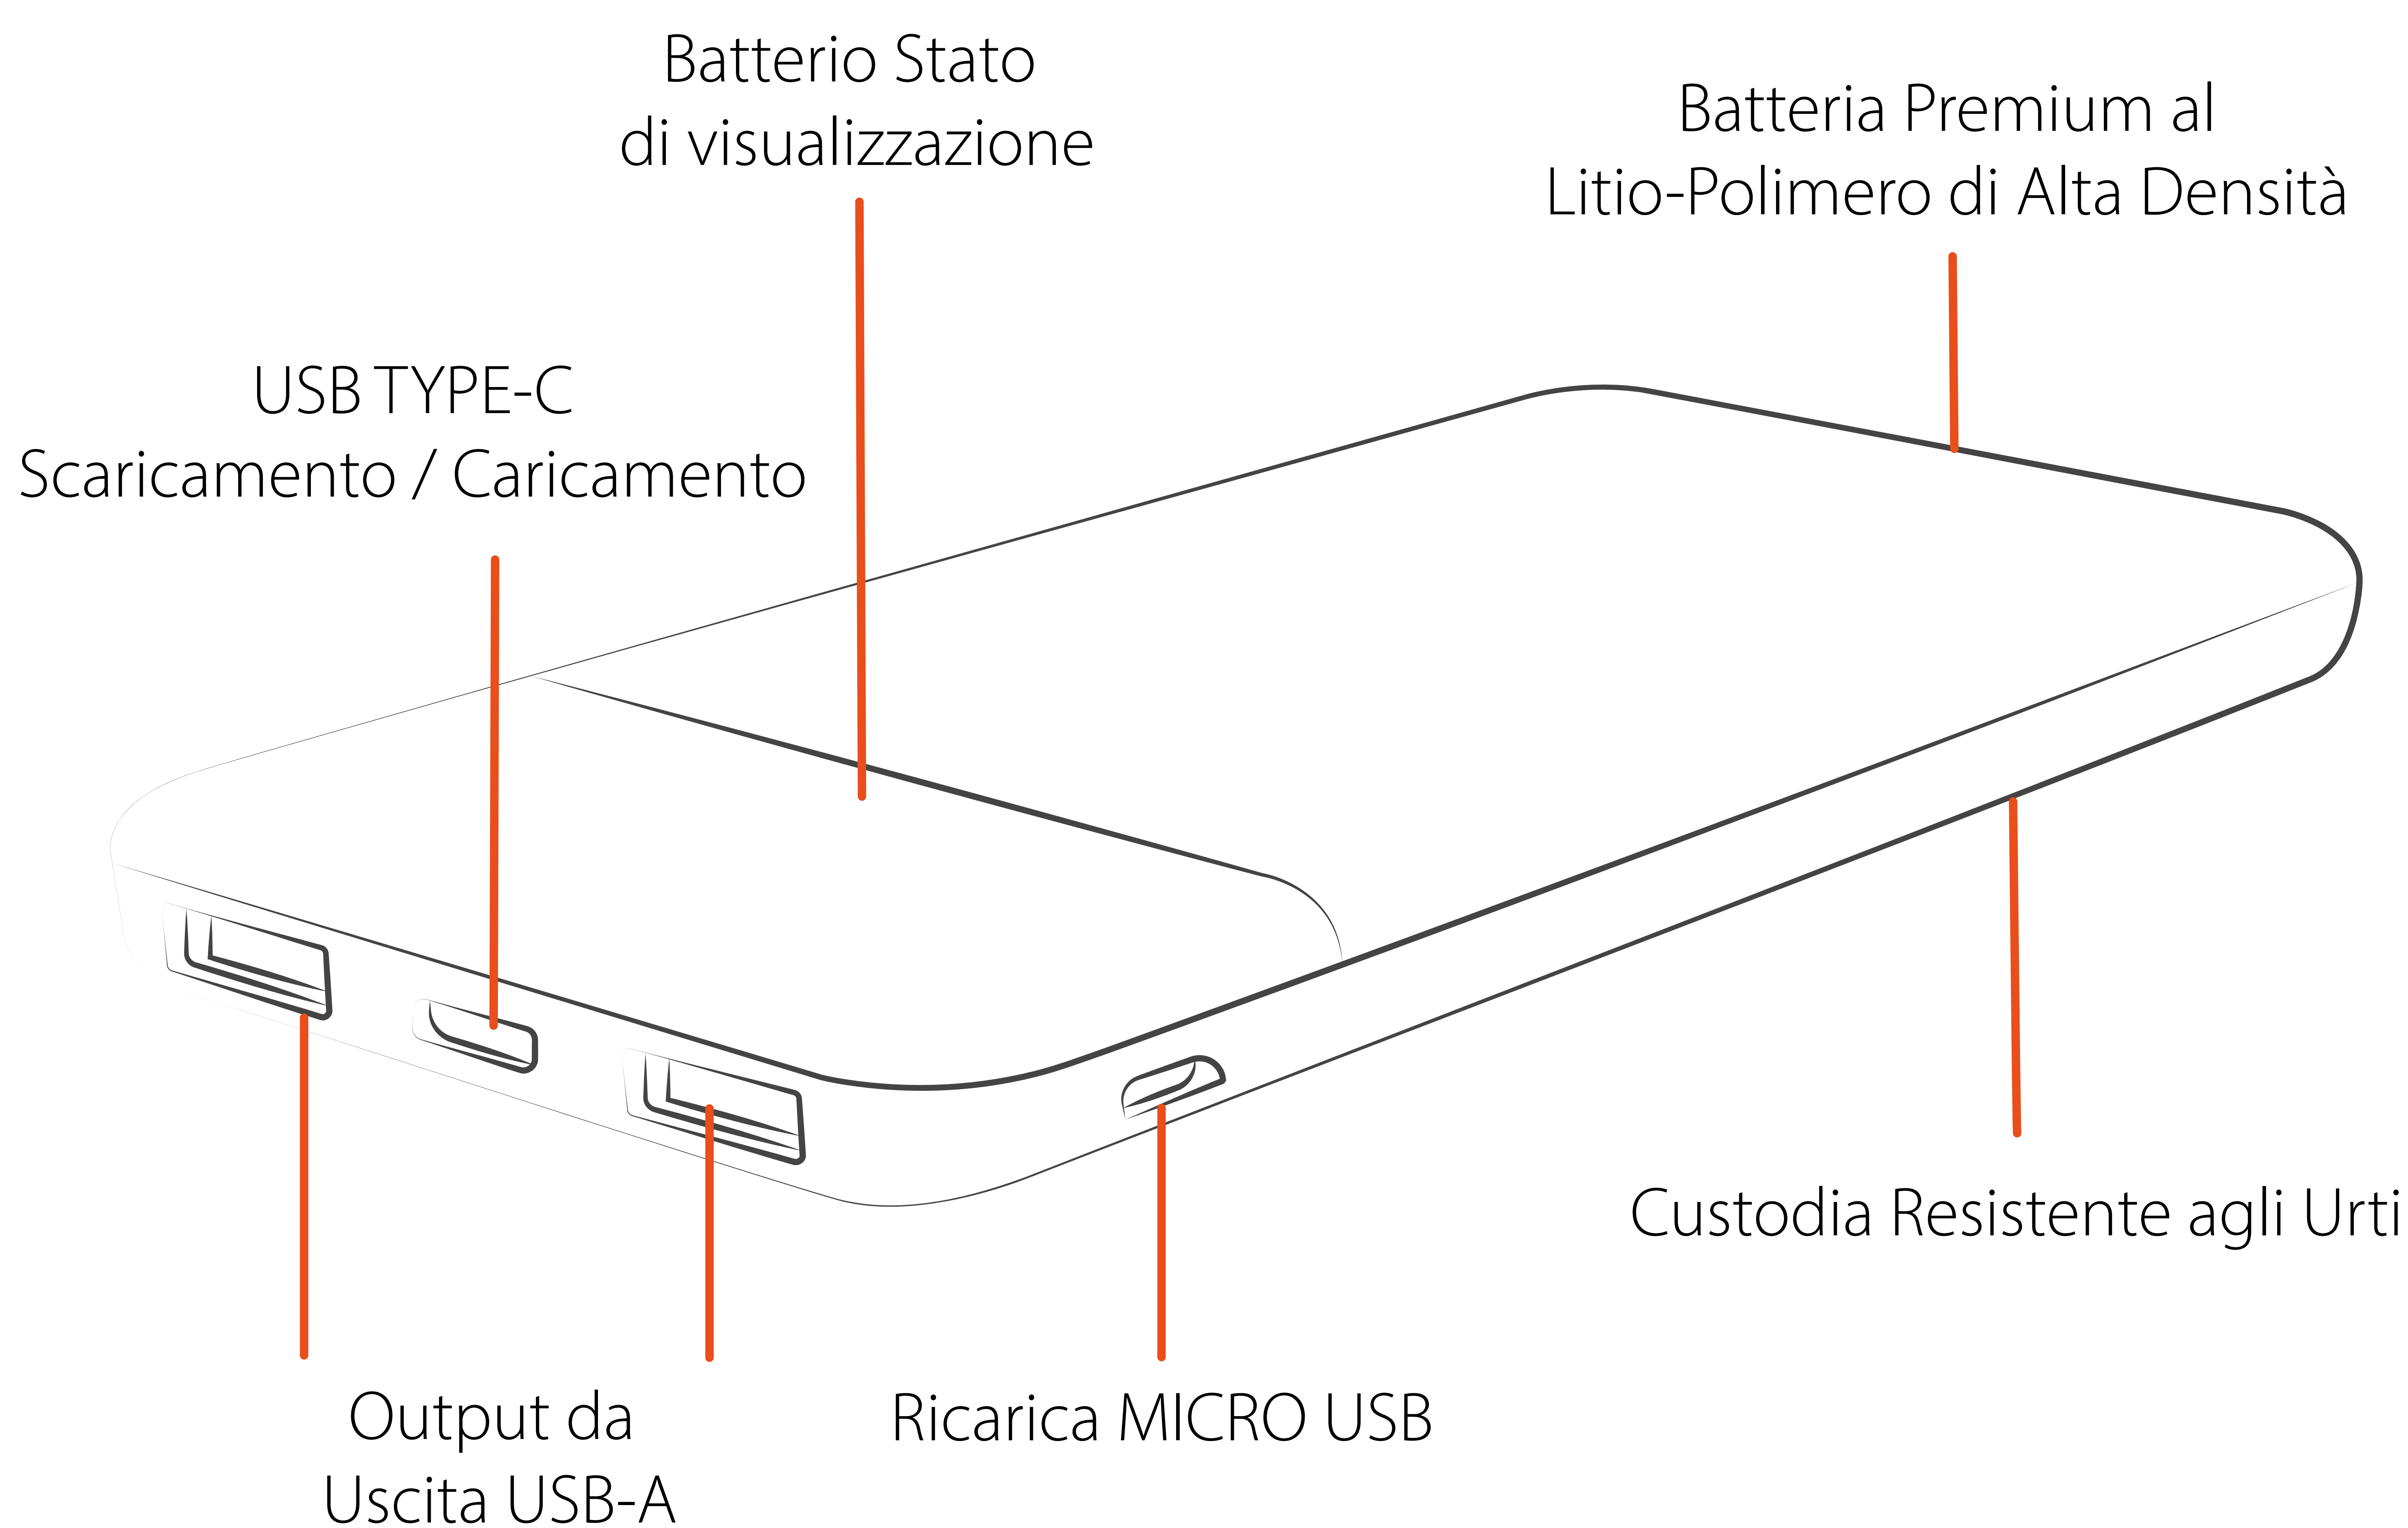 Batterio Stato
di visualizzazione
Batteria Premium al
Litio-Polimero di Alta Densità
USB TYPE-C
Scaricamento / Caricamento
Custodia Resistente agli Urti
Output da
Uscita USB-A
Ricarica MICRO USB